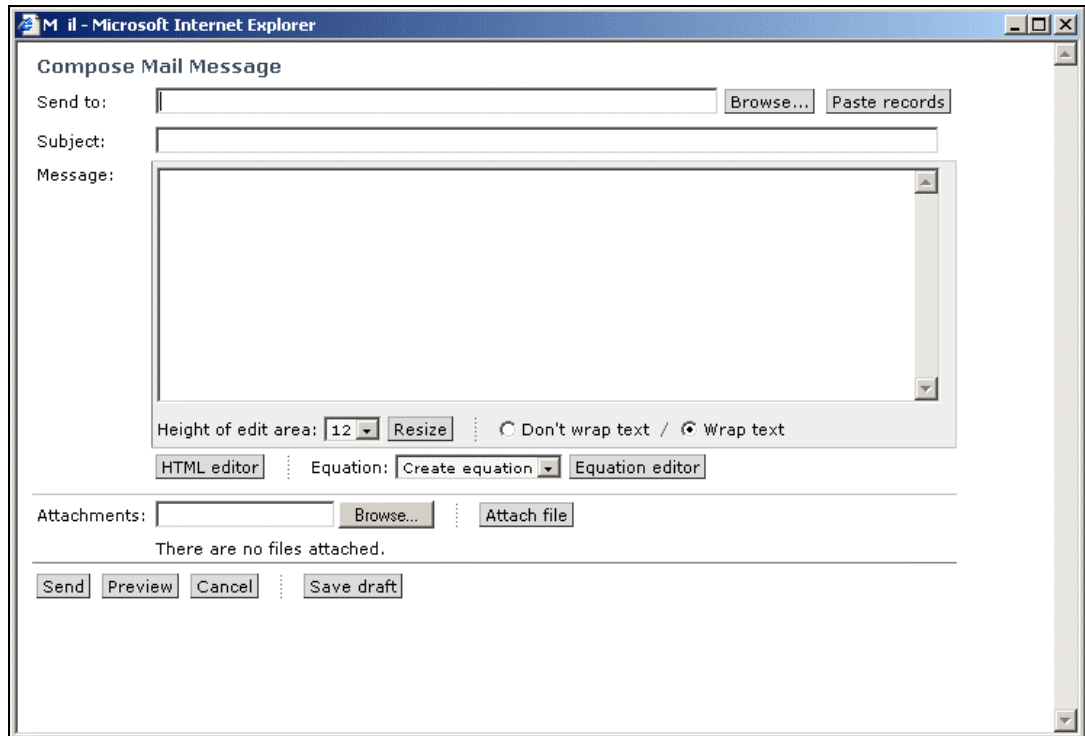 M il - Microsoft Internet Explorer
Compose Mail Message
Send to: Browse... Paste records
Subject:
Message:
Height of edit area: 12 Resize Don't wrap text / Wrap text
HTML editor Equation: Create equation Equation editor
Attachments: Browse... Attach file
There are no files attached.
Send Preview Cancel Save draft